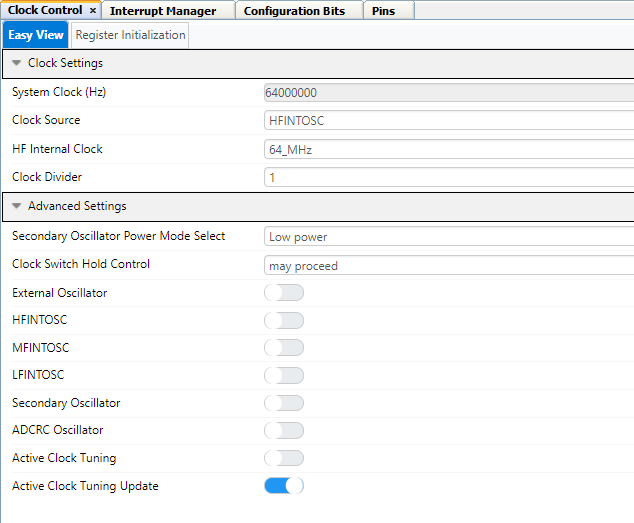 Clock Control × Interrupt Manager Configuration Bits Pins
Easy View Register Initialization
Clock Settings
System Clock (Hz) 64000000
Clock Source HFINTOSC
HF Internal Clock 64_MHz
Clock Divider 1
Advanced Settings
Secondary Oscillator Power Mode Select Low power
Clock Switch Hold Control may proceed
External Oscillator
HFINTOSC
MFINTOSC
LFINTOSC
Secondary Oscillator
ADCRC Oscillator
Active Clock Tuning
Active Clock Tuning Update